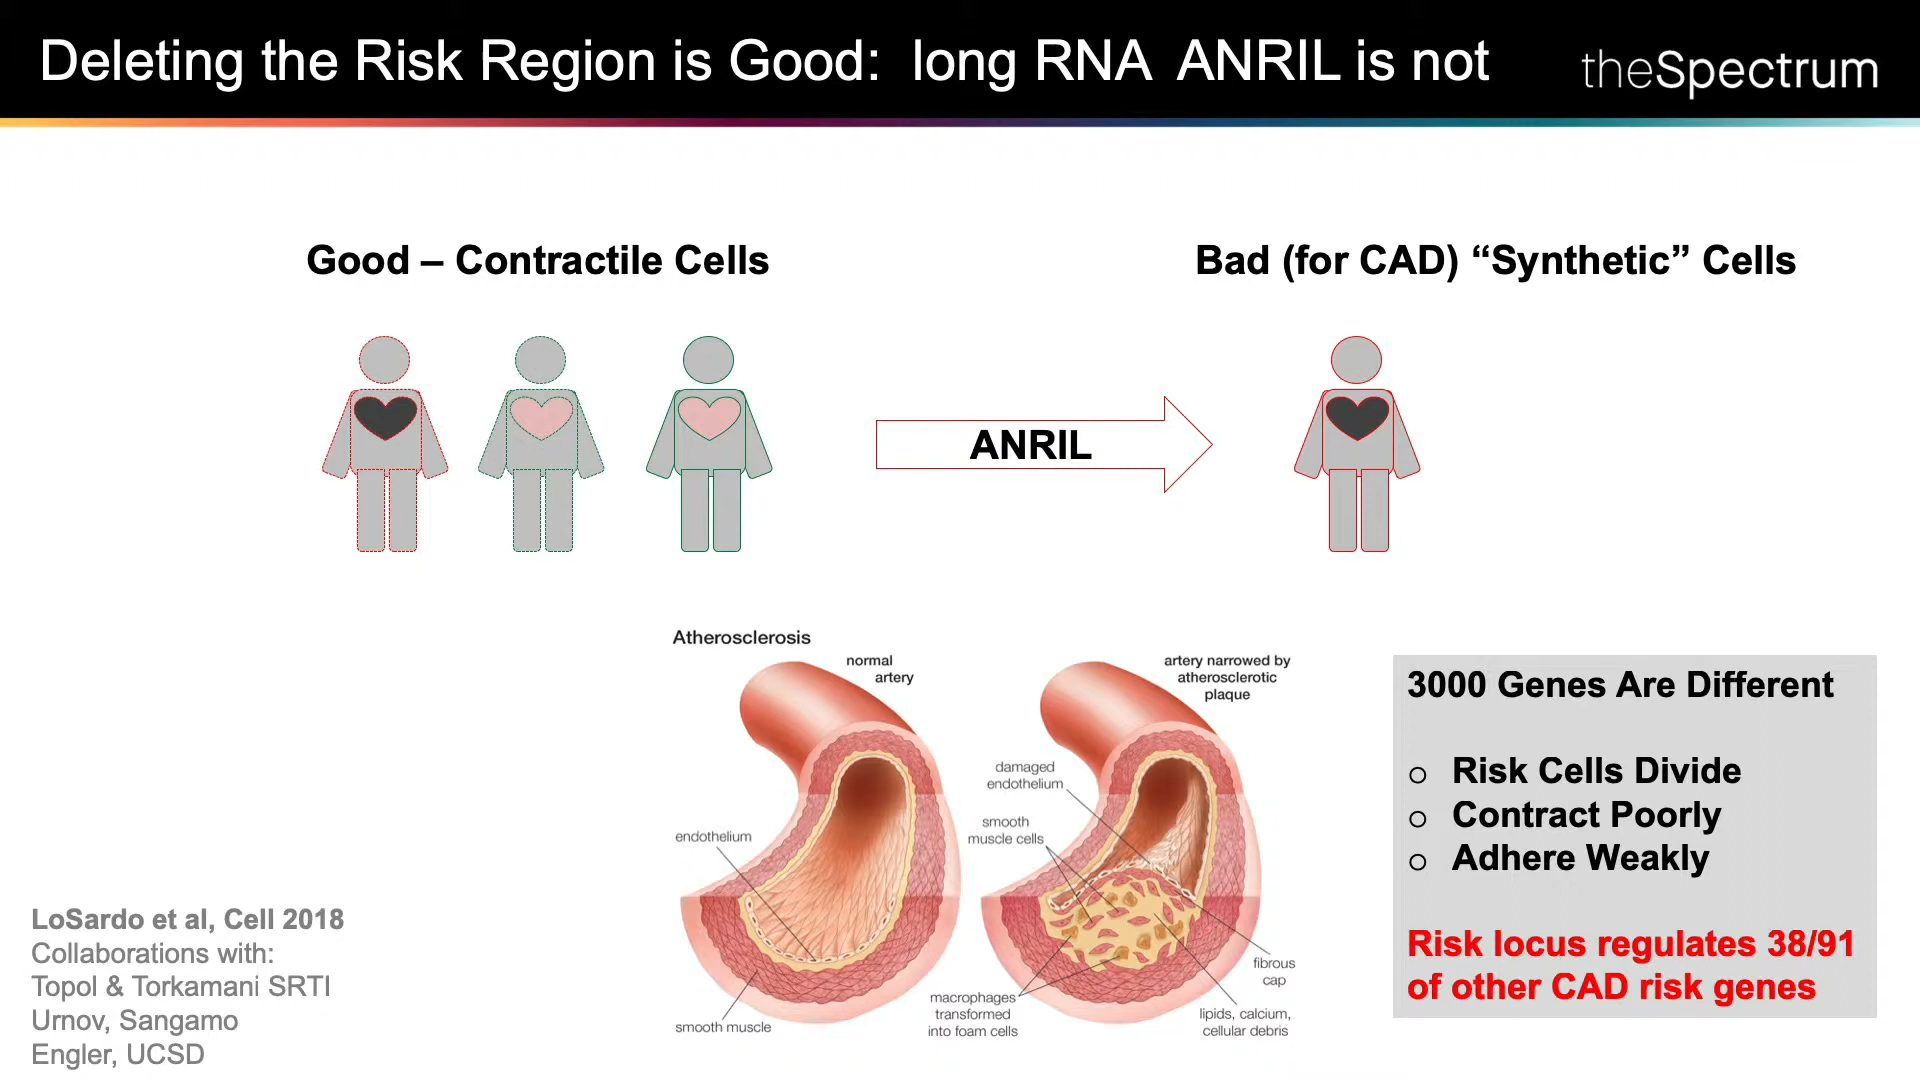 Deleting the Risk Region is Good: long RNA ANRIL is not
theSpectrum
Good – Contractile Cells
Bad (for CAD) “Synthetic” Cells
ANRIL
Atherosclerosis
normal
artery
endothelium
smooth muscle
artery narrowed by
atherosclerotic
plaque
damaged
endothelium
smooth
muscle cells
macrophages
transformed
into foam cells
fibrous
cap
lipids, calcium,
cellular debris
3000 Genes Are Different
o Risk Cells Divide
o Contract Poorly
o Adhere Weakly
Risk locus regulates 38/91
of other CAD risk genes
LoSardo et al, Cell 2018
Collaborations with:
Topol & Torkamani SRTI
Urnov, Sangamo
Engler, UCSD